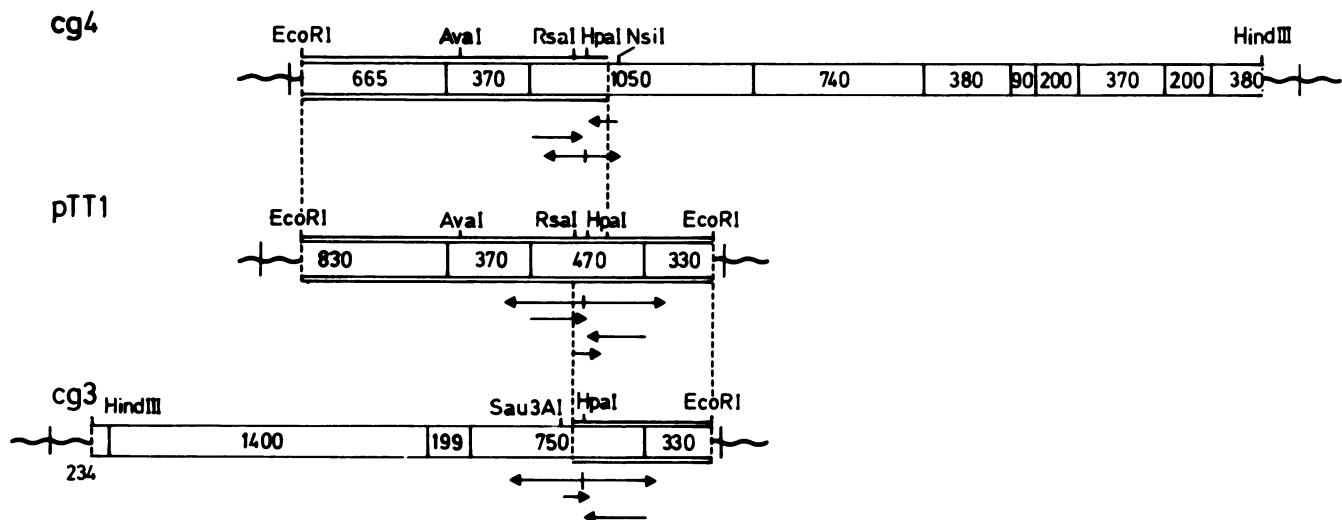 cg4
EcoRI AvaI RsaI HpaI NsiI HindIII
665 370 1050 740 380 90 200 370 200 380
pTT1
EcoRI AvaI RsaI HpaI EcoRI
830 370 470 330
cg3
HindIII Sau3AI HpaI EcoRI
1400 199 750 330
234